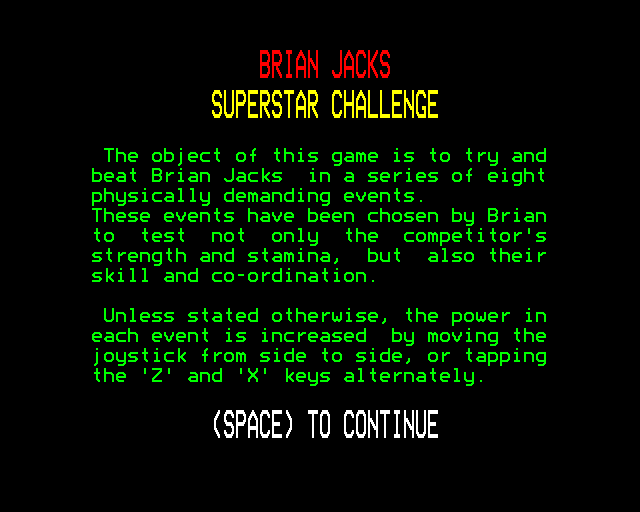 BRIAN JACKS
SUPERSTAR CHALLENGE
The object of this game is to try and
beat Brian Jacks  in a series of eight
physically demanding events.
These events have been chosen by Brian
to  test  not  only  the  competitor's
strength and stamina,  but  also their
skill and co-ordination.
Unless stated otherwise, the power in
each event is increased  by moving the
joystick from side to side, or tapping
the 'Z' and 'X' keys alternately.
(SPACE) TO CONTINUE